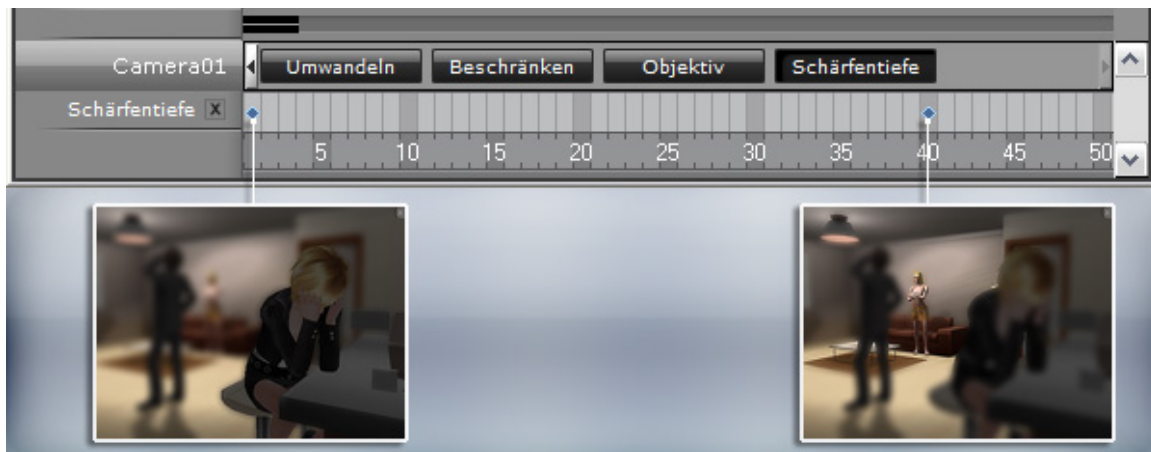 Camera01
Umwandeln Beschränken Objektiv Schärfentiefe
Schärfentiefe X
5 10 15 20 25 30 35 40 45 50